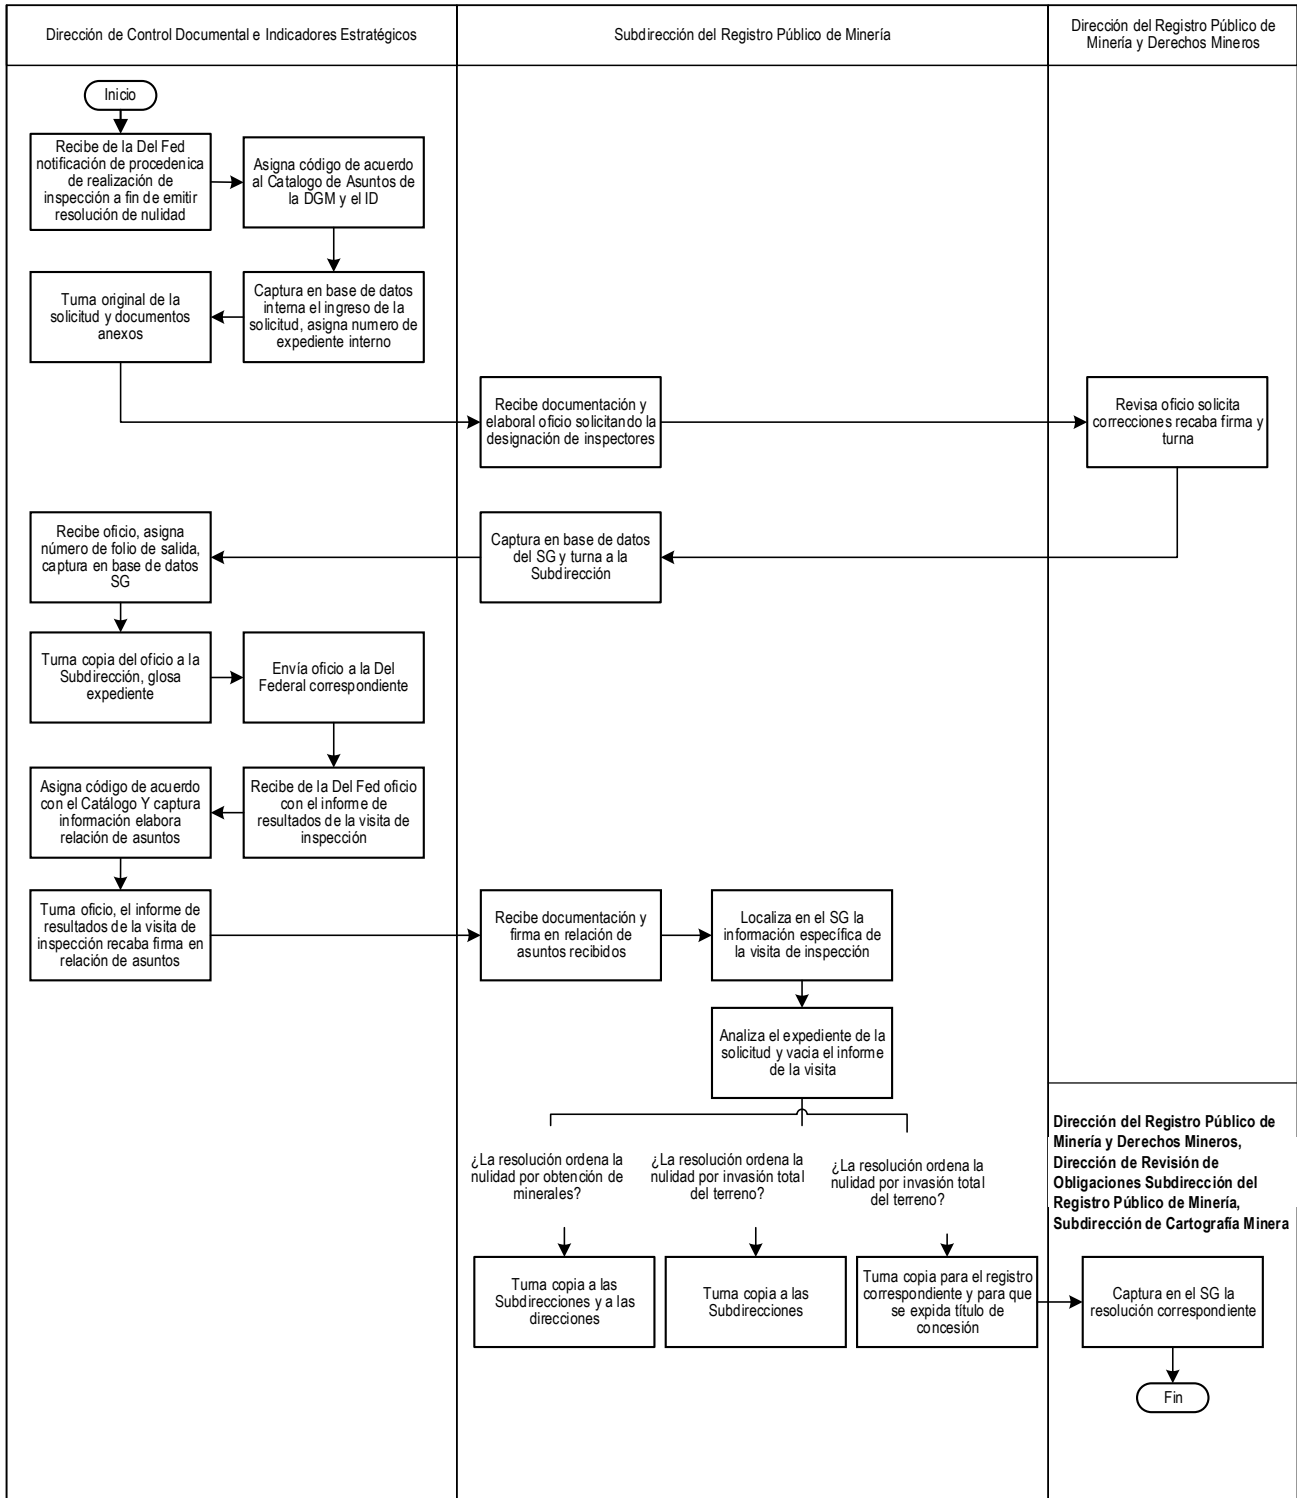 Dirección de Control Documental e Indicadores Estratégicos
Subdirección del Registro Público de Minería
Dirección del Registro Público de
Minería y Derechos Mineros
Inicio
Recibe de la Del Fed
notificación de procedenica
de realización de
inspección a fin de emitir
resolución de nulidad
Asigna código de acuerdo
al Catalogo de Asuntos de
la DGM y el ID
Turna original de la
solicitud y documentos
anexos
Captura en base de datos
interna el ingreso de la
solicitud, asigna numero de
expediente interno
Recibe documentación y
elaboral oficio solicitando la
designación de inspectores
Revisa oficio solicita
correcciones recaba firma y
turna
Recibe oficio, asigna
número de folio de salida,
captura en base de datos
SG
Captura en base de datos
del SG y turna a la
Subdirección
Turna copia del oficio a la
Subdirección, glosa
expediente
Envía oficio a la Del
Federal correspondiente
Asigna código de acuerdo
con el Catálogo Y captura
información elabora
relación de asuntos
Recibe de la Del Fed oficio
con el informe de
resultados de la visita de
inspección
Turna oficio, el informe de
resultados de la visita de
inspección recaba firma en
relación de asuntos
Recibe documentación y
firma en relación de
asuntos recibidos
Localiza en el SG la
información específica de
la visita de inspección
Analiza el expediente de la
solicitud y vacia el informe
de la visita
¿La resolución ordena la
nulidad por obtención de
minerales?
¿La resolución ordena la
nulidad por invasión total
del terreno?
¿La resolución ordena la
nulidad por invasión total
del terreno?
Dirección del Registro Público de
Minería y Derechos Mineros,
Dirección de Revisión de
Obligaciones Subdirección del
Registro Público de Minería,
Subdirección de Cartografía Minera
Turna copia a las
Subdirecciones y a las
direcciones
Turna copia a las
Subdirecciones
Turna copia para el registro
correspondiente y para que
se expida título de
concesión
Captura en el SG la
resolución correspondiente
Fin